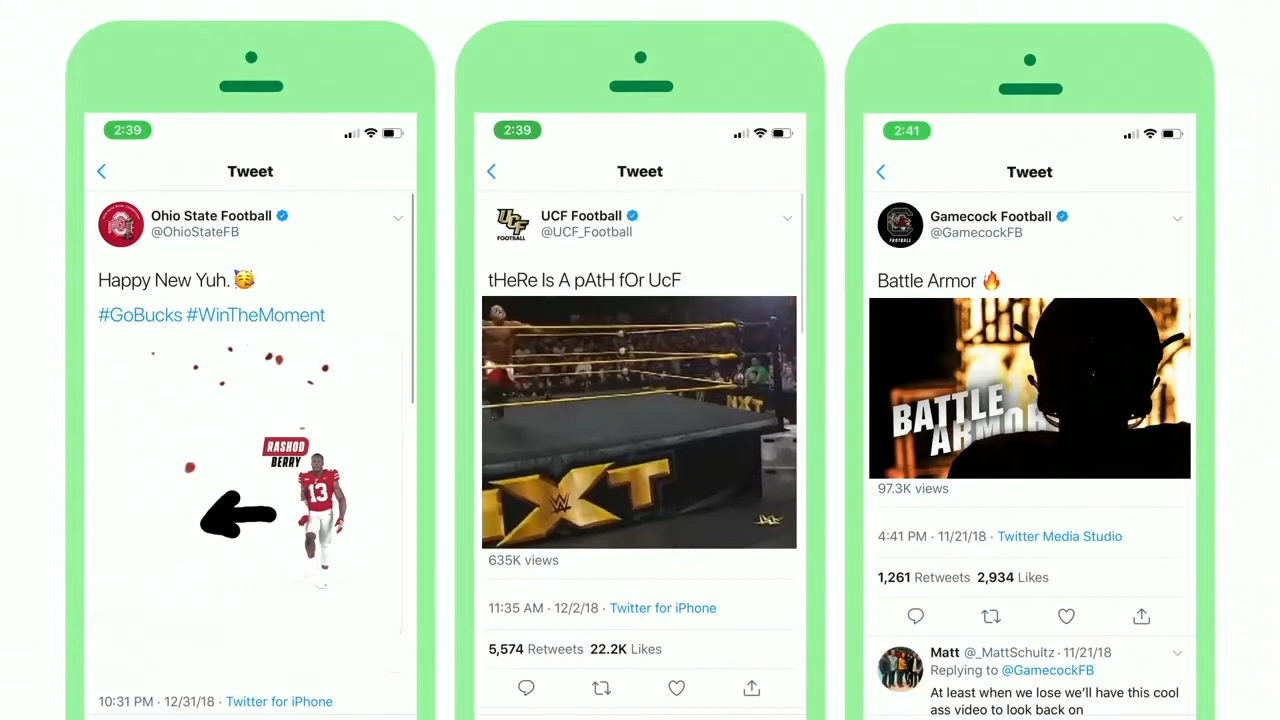 2:39
Tweet
Ohio State Football
@OhioStateFB
Happy New Yuh.
#GoBucks #WinTheMoment
RASHOD
BERRY
13
10:31 PM · 12/31/18 · Twitter for iPhone
2:39
Tweet
UCF
FOOTBALL
UCF Football
@UCF_Football
tHeRe Is A pAtH fOr UcF
NXT
NXT
635K views
11:35 AM · 12/2/18 · Twitter for iPhone
5,574 Retweets 22.2K Likes
2:41
Tweet
FOOTBALL
Gamecock Football
@GamecockFB
Battle Armor
BATTLE
ARMOR
97.3K views
4:41 PM · 11/21/18 · Twitter Media Studio
1,261 Retweets 2,934 Likes
Matt @_MattSchultz · 11/21/18
Replying to @GamecockFB
At least when we lose we'll have this cool
ass video to look back on